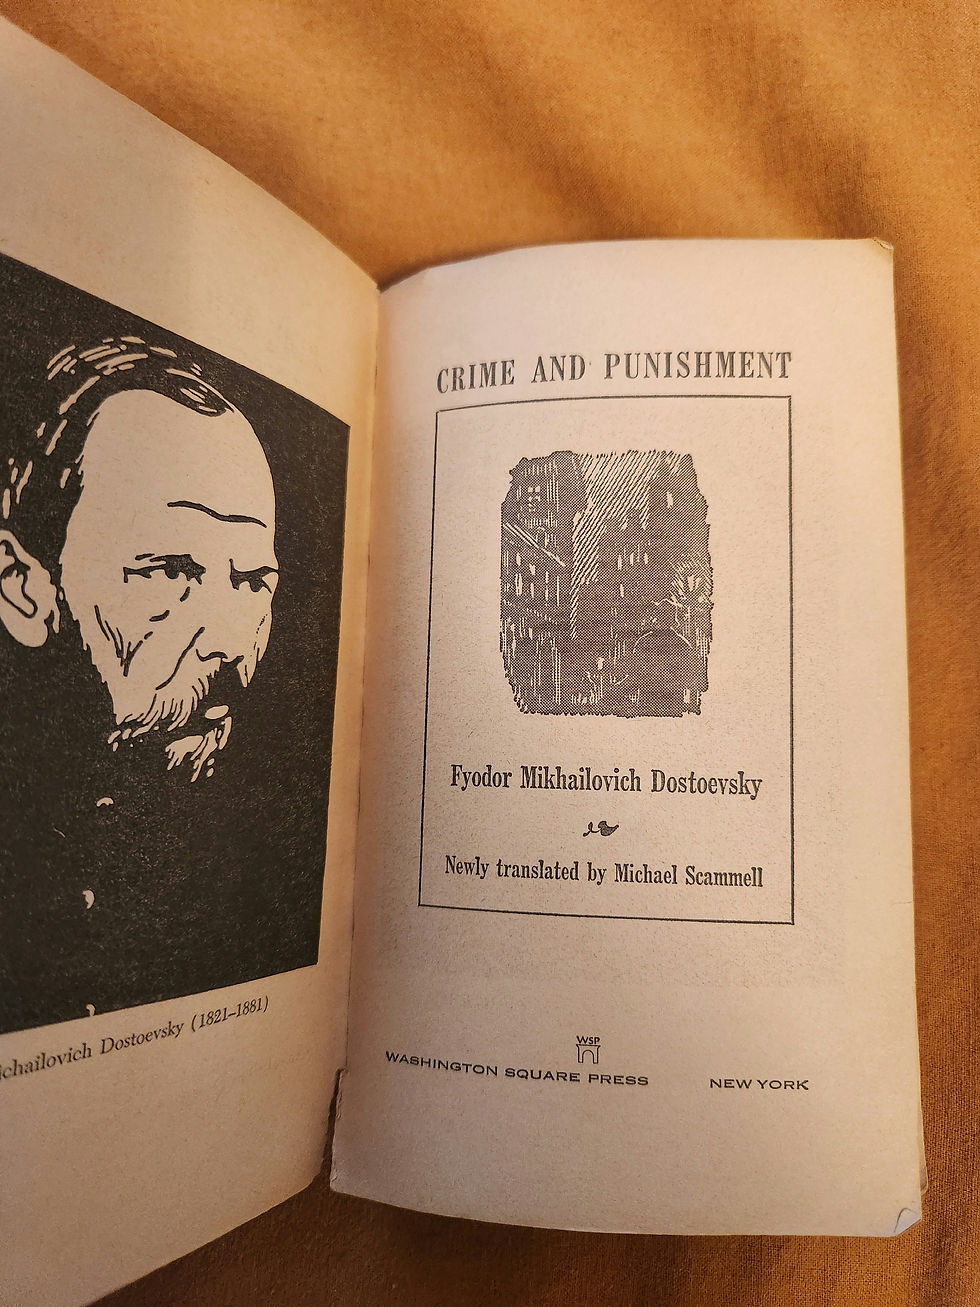 chailovich Dostoevsky (1821–1881)
CRIME AND PUNISHMENT
Fyodor Mikhailovich Dostoevsky
Newly translated by Michael Scammell
WSP
WASHINGTON SQUARE PRESS NEW YORK